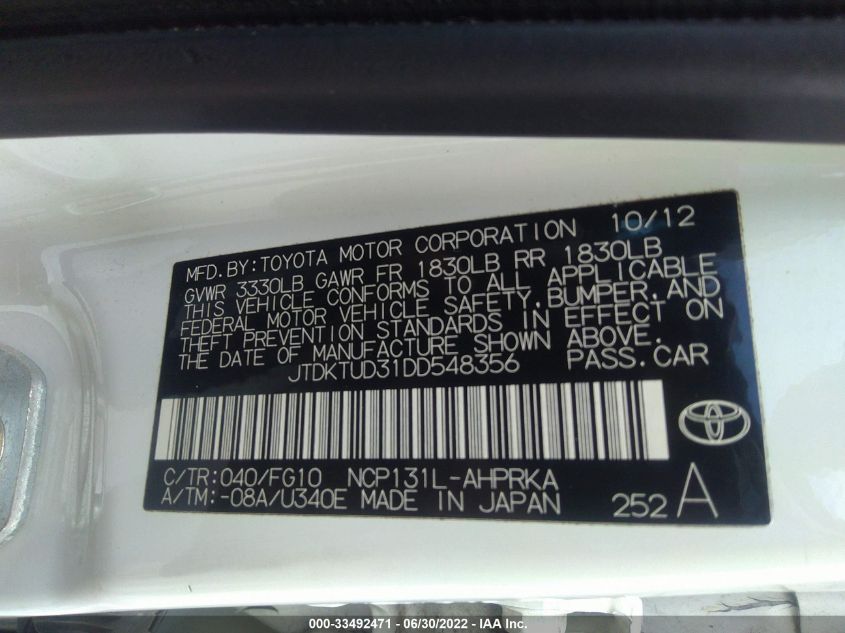 MFD.BY:TOYOTA MOTOR CORPORATION 10/12
GVWR 3330LB GAWR FR 1830LB RR 1830LB
THIS VEHICLE CONFORMS TO ALL APPLICABLE
FEDERAL MOTOR VEHICLE SAFETY,BUMPER,AND
THEFT PREVENTION STANDARDS IN EFFECT ON
THE DATE OF MANUFACTURE SHOWN ABOVE.
JTDKTUD31DD548356 PASS.CAR
C/TR:040/FG10 NCP131L-AHPRKA
A/TM:-08A/U340E MADE IN JAPAN 252 A
000-33492471 - 06/30/2022 - IAA Inc.